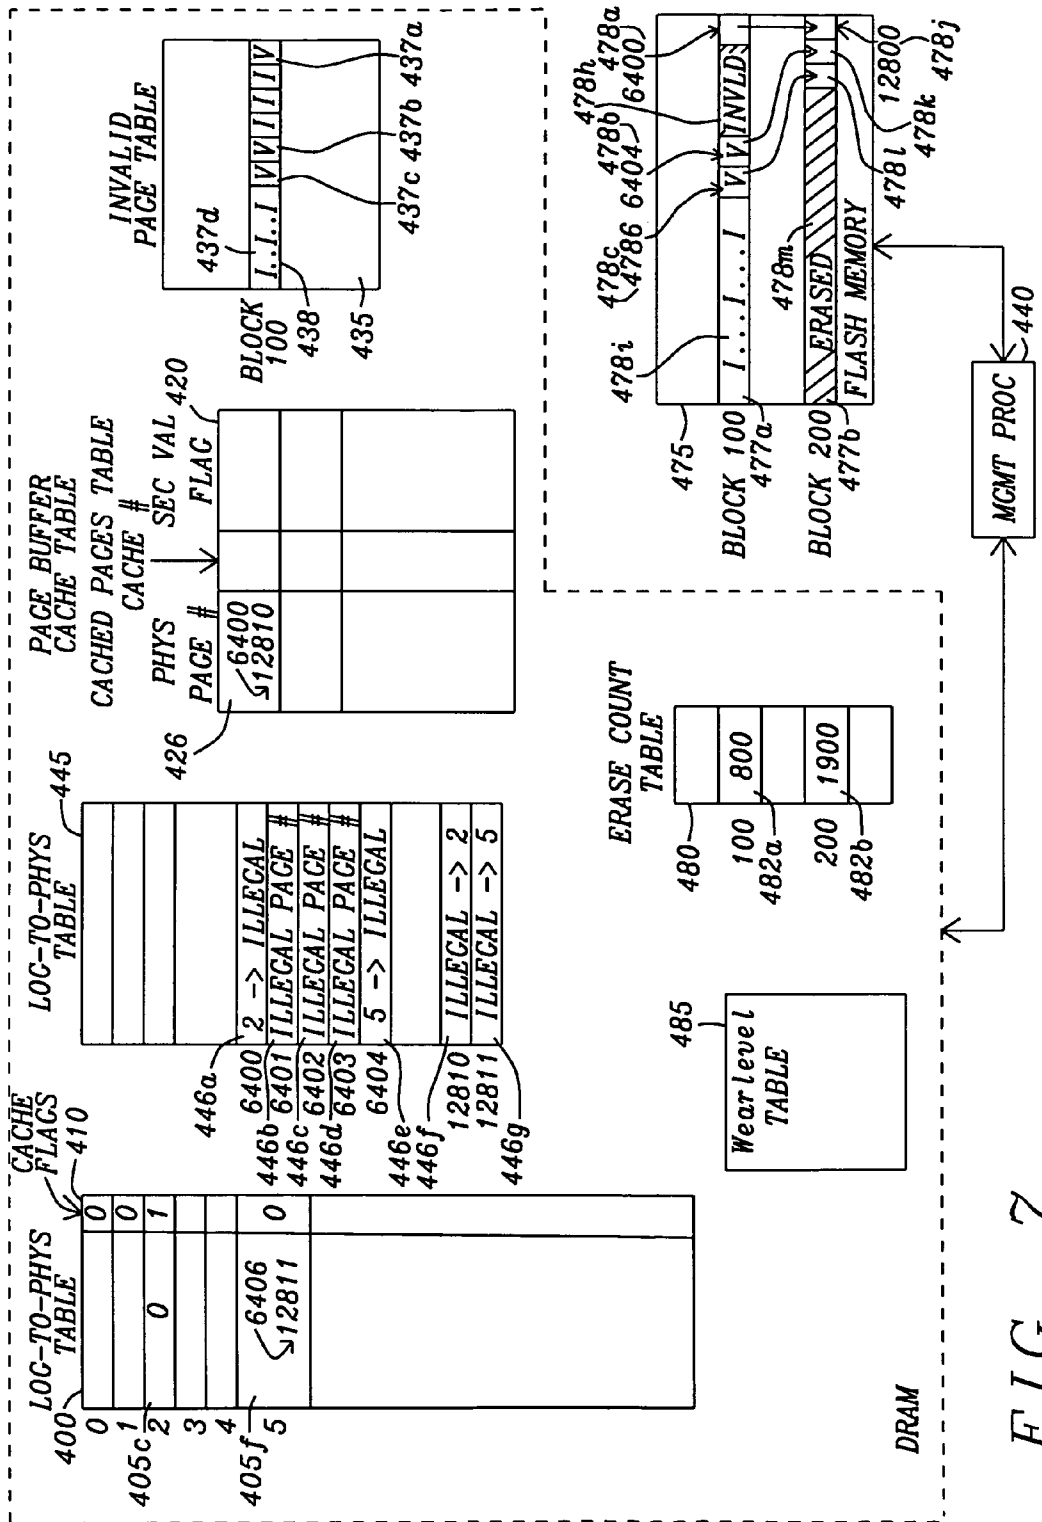 LOG-TO-PHYS
TABLE
CACHE
FLAGS
400
410
0
0
1
0
405c
2
0
1
3
4
405f
5
6406
12811
0
LOG-TO-PHYS
TABLE
445
446a
6400
2 -> ILLEGAL
446b
6401
ILLEGAL PAGE #
446c
6402
ILLEGAL PAGE #
446d
6403
ILLEGAL PAGE #
446e
6404
5 -> ILLEGAL
446f
12810
ILLEGAL -> 2
446g
12811
ILLEGAL -> 5
PAGE BUFFER
CACHE TABLE
CACHED PAGES TABLE
PHYS
PAGE #
CACHE
CACHE #
SEC VAL
FLAG
420
426
6400
12810
INVALID
PAGE TABLE
437d
BLOCK
100
I..I..I
V
V
I
I
I
V
438
437c
437b
437a
435
DRAM
485
Wearlevel
TABLE
ERASE COUNT
TABLE
480
100
800
482a
200
1900
482b
475
478i
478c
4786
478b
6404
478h
478a
6400
BLOCK 100
477a
I....I....I
V
V
INVLD
BLOCK 200
477b
ERASED
478m
FLASH MEMORY
478l
478k
12800
478j
MGMT PROC
440
FIG. 7